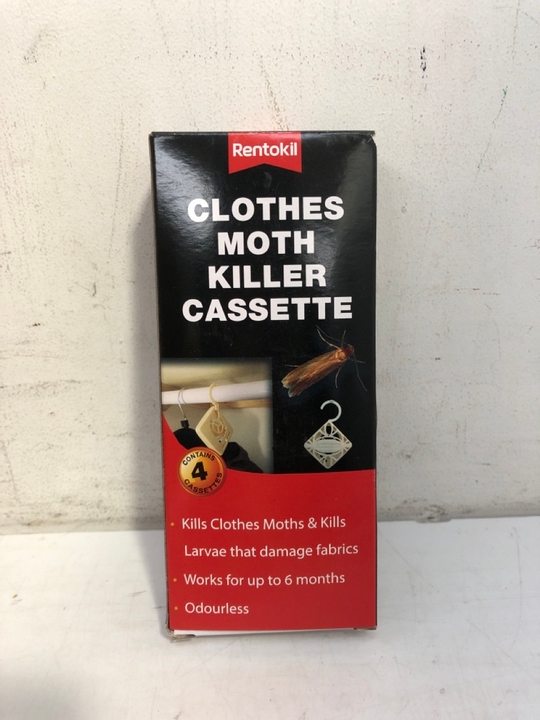 Rentokil
CLOTHES
MOTH
KILLER
CASSETTE
CONTAINS
4
CASSETTES
• Kills Clothes Moths & Kills
Larvae that damage fabrics
• Works for up to 6 months
• Odourless